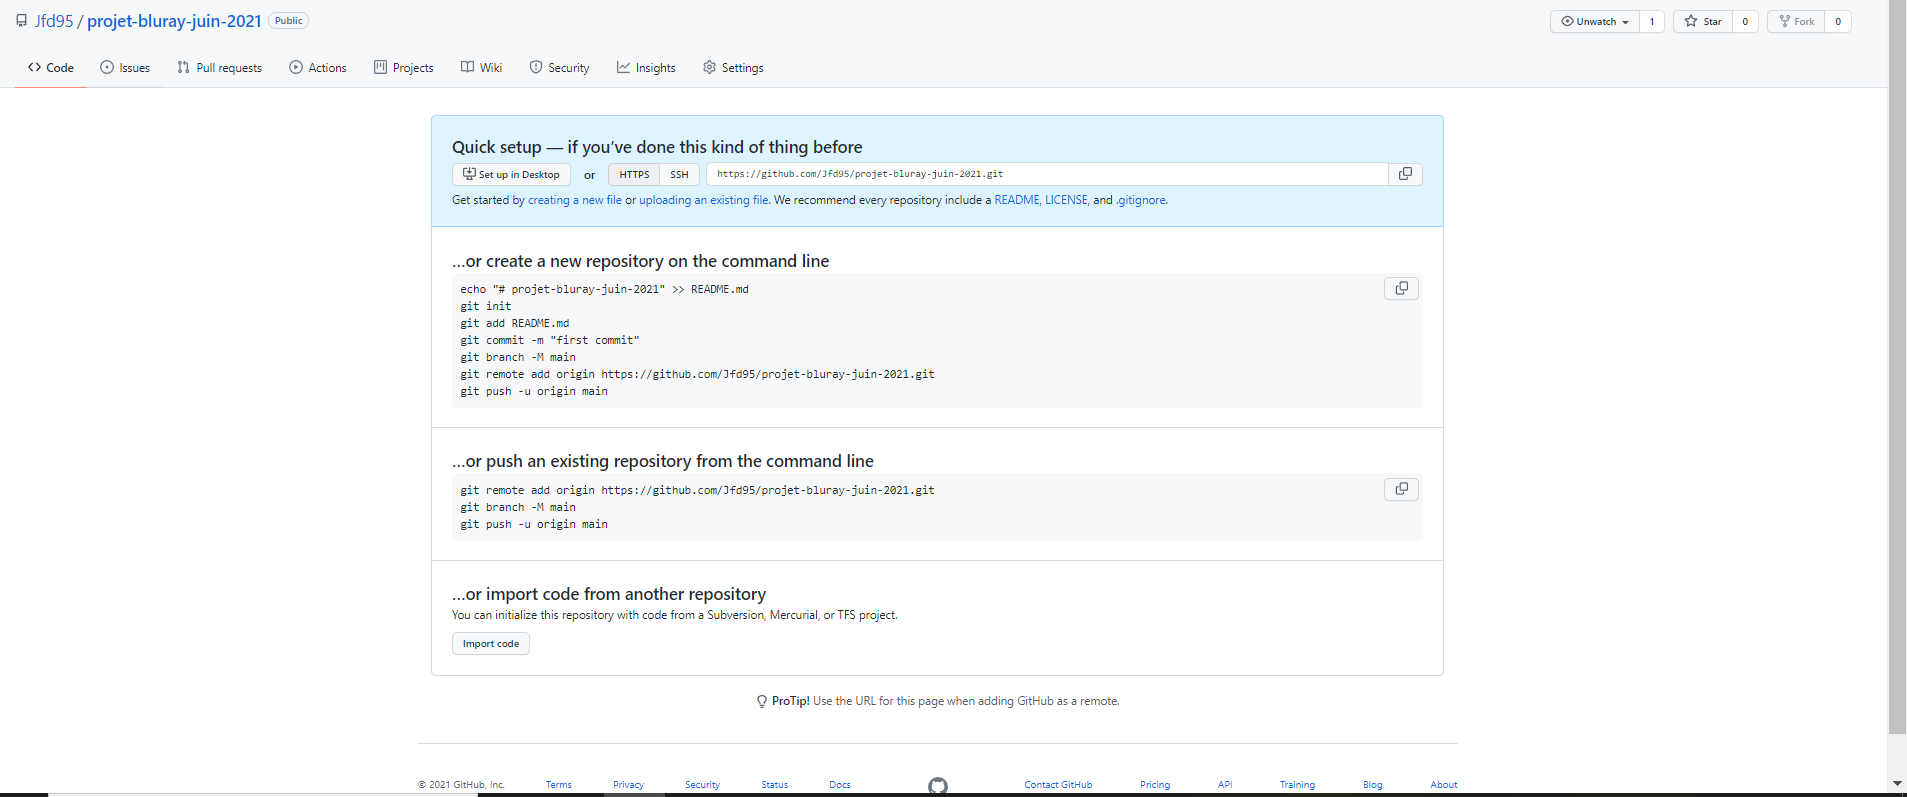 Jfd95 / projet-bluray-juin-2021 Public
Unwatch 1 Star 0 Fork 0
Code Issues Pull requests Actions Projects Wiki Security Insights Settings
Quick setup — if you’ve done this kind of thing before
Set up in Desktop or HTTPS SSH https://github.com/Jfd95/projet-bluray-juin-2021.git
Get started by creating a new file or uploading an existing file. We recommend every repository include a README, LICENSE, and .gitignore.
…or create a new repository on the command line
echo "# projet-bluray-juin-2021" >> README.md
git init
git add README.md
git commit -m "first commit"
git branch -M main
git remote add origin https://github.com/Jfd95/projet-bluray-juin-2021.git
git push -u origin main
…or push an existing repository from the command line
git remote add origin https://github.com/Jfd95/projet-bluray-juin-2021.git
git branch -M main
git push -u origin main
…or import code from another repository
You can initialize this repository with code from a Subversion, Mercurial, or TFS project.
Import code
ProTip! Use the URL for this page when adding GitHub as a remote.
© 2021 GitHub, Inc. Terms Privacy Security Status Docs Contact GitHub Pricing API Training Blog About